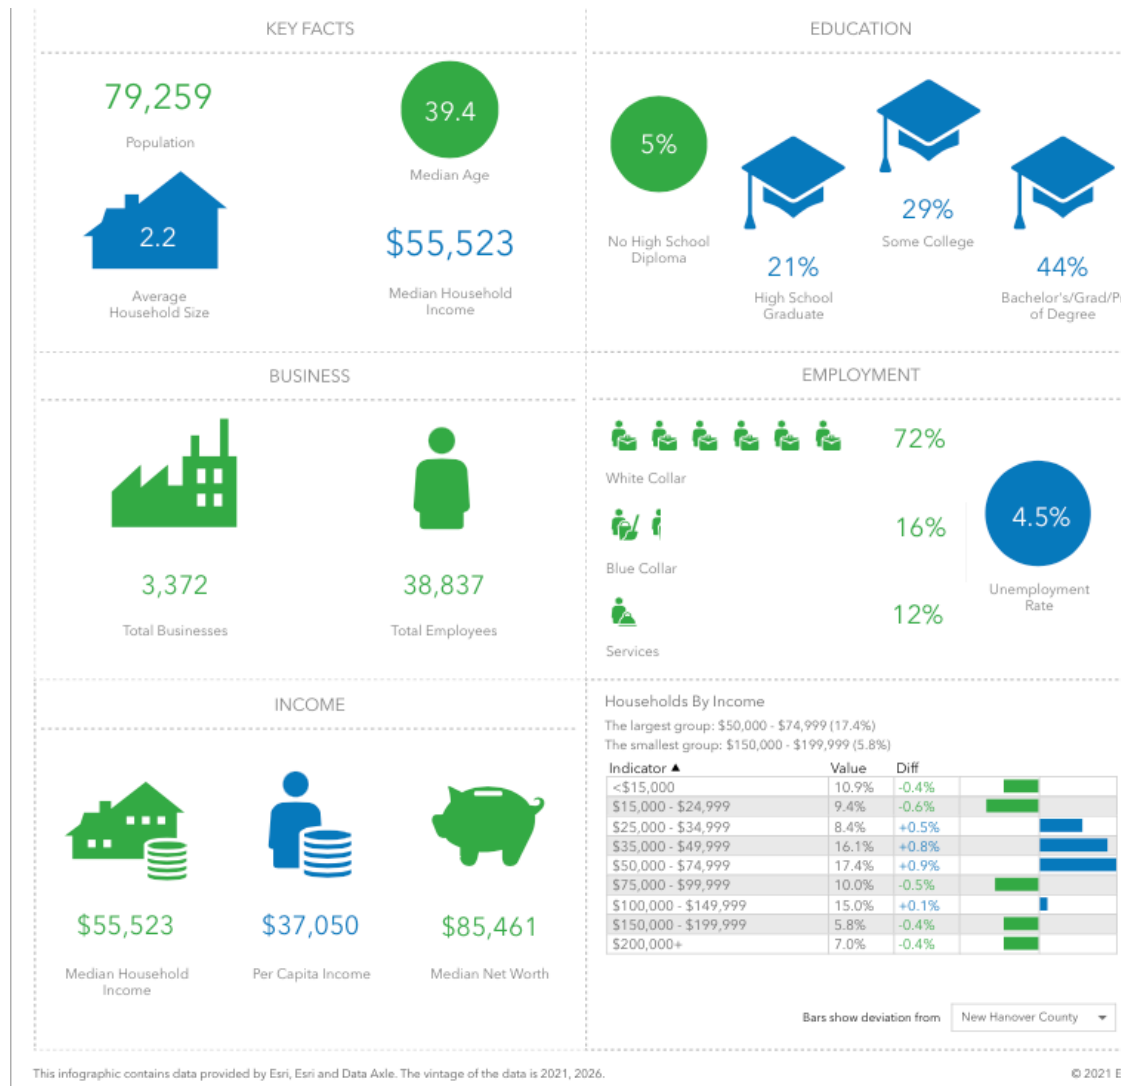 KEY FACTS
79,259
Population
39.4
Median Age
2.2
Average
Household Size
$55,523
Median Household
Income
EDUCATION
5%
No High School
Diploma
21%
High School
Graduate
29%
Some College
44%
Bachelor's/Grad/Pr
of Degree
BUSINESS
3,372
Total Businesses
38,837
Total Employees
EMPLOYMENT
72%
White Collar
16%
Blue Collar
12%
Services
4.5%
Unemployment
Rate
INCOME
$55,523
Median Household
Income
$37,050
Per Capita Income
$85,461
Median Net Worth
Households By Income
The largest group: $50,000 - $74,999 (17.4%)
The smallest group: $150,000 - $199,999 (5.8%)
Indicator ▲ Value Diff
<$15,000 10.9% -0.4%
$15,000 - $24,999 9.4% -0.6%
$25,000 - $34,999 8.4% +0.5%
$35,000 - $49,999 16.1% +0.8%
$50,000 - $74,999 17.4% +0.9%
$75,000 - $99,999 10.0% -0.5%
$100,000 - $149,999 15.0% +0.1%
$150,000 - $199,999 5.8% -0.4%
$200,000+ 7.0% -0.4%
Bars show deviation from New Hanover County
This infographic contains data provided by Esri, Esri and Data Axle. The vintage of the data is 2021, 2026.
© 2021 E